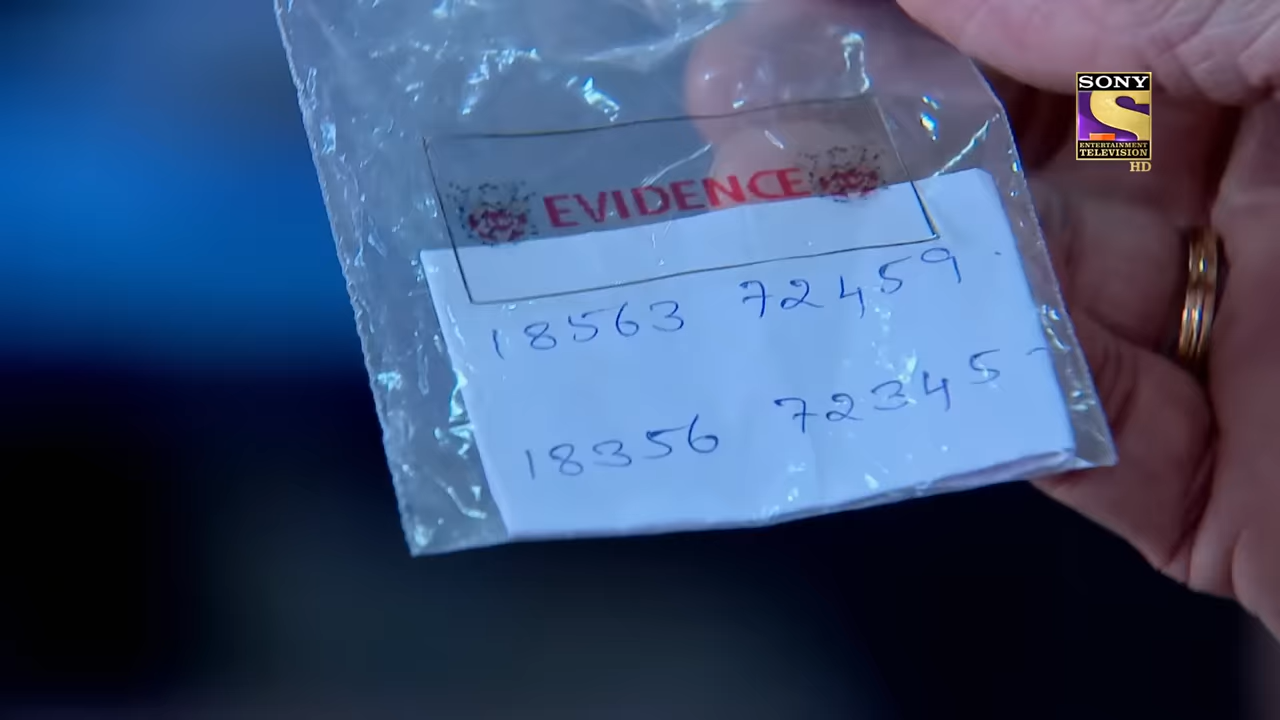 SONY
ENTERTAINMENT
TELEVISION
HD
EVIDENCE
18563 72459
18356 72345